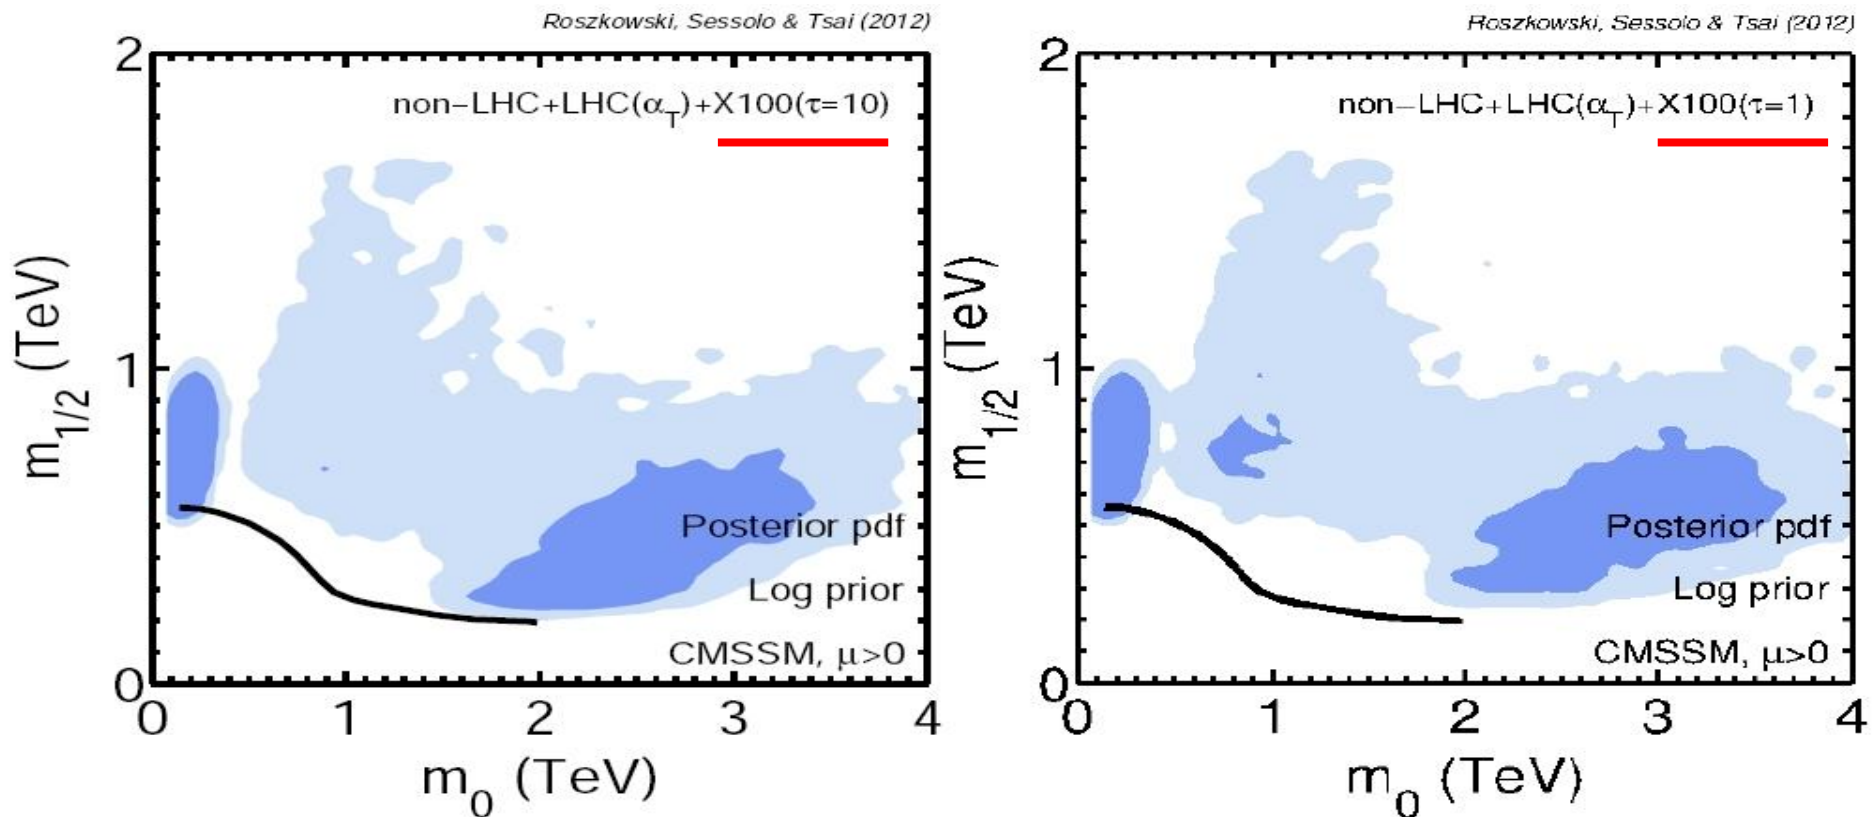 Roszkowski, Sessolo & Tsai (2012)
2
non-LHC+LHC(α_T)+X100(τ=10)
m_1/2 (TeV)
1
Posterior pdf
Log prior
CMSSM, μ>0
0
0 1 2 3 4
m_0 (TeV)
Roszkowski, Sessolo & Tsai (2012)
2
non-LHC+LHC(α_T)+X100(τ=1)
m_1/2 (TeV)
1
Posterior pdf
Log prior
CMSSM, μ>0
0
0 1 2 3 4
m_0 (TeV)